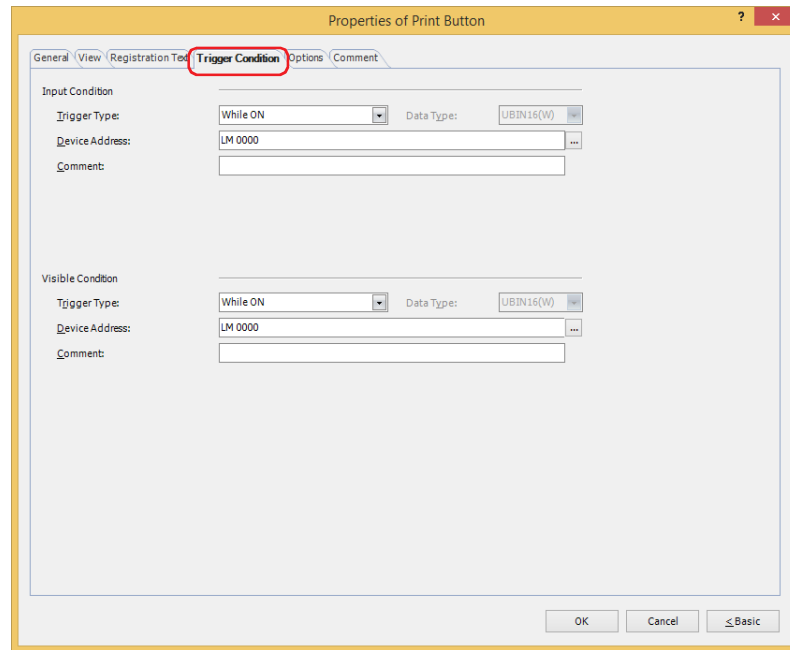 Properties of Print Button
?
×
General View Registration Text Trigger Condition Options Comment
Input Condition
Trigger Type: While ON Data Type: UBIN16(W)
Device Address: LM 0000 ...
Comment:
Visible Condition
Trigger Type: While ON Data Type: UBIN16(W)
Device Address: LM 0000 ...
Comment:
OK Cancel <Basic